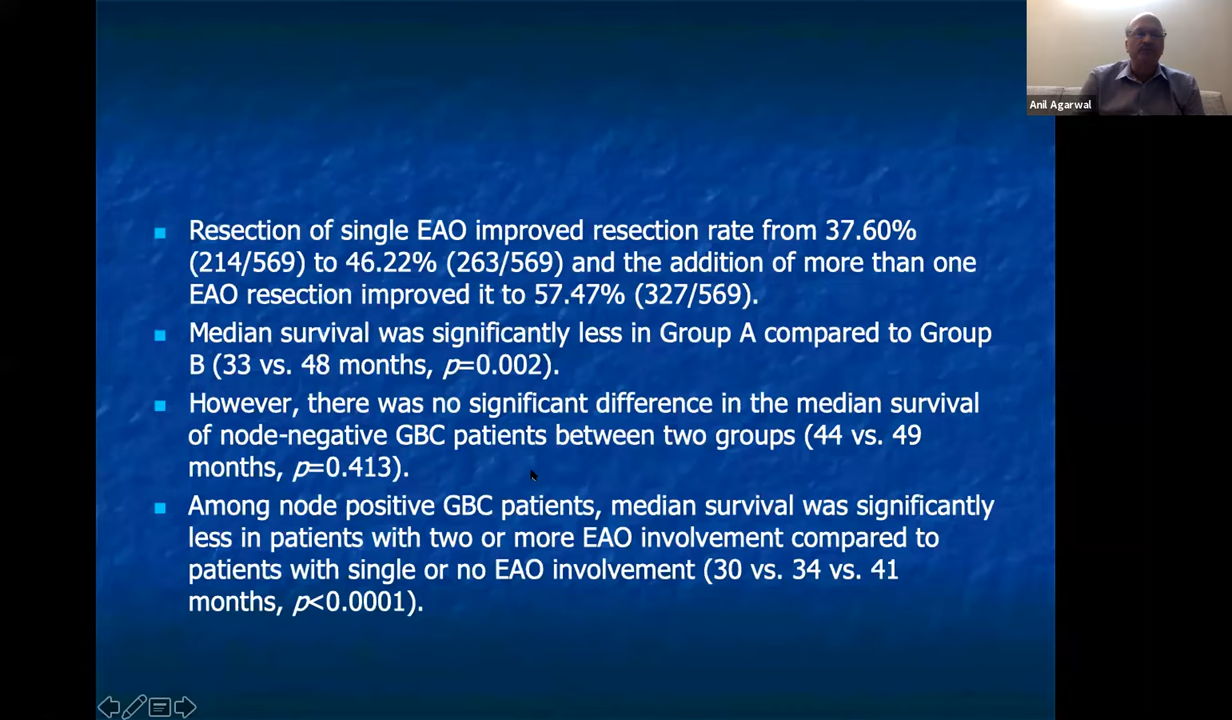 Anil Agarwal
Resection of single EAO improved resection rate from 37.60%
(214/569) to 46.22% (263/569) and the addition of more than one
EAO resection improved it to 57.47% (327/569).
Median survival was significantly less in Group A compared to Group
B (33 vs. 48 months, p=0.002).
However, there was no significant difference in the median survival
of node-negative GBC patients between two groups (44 vs. 49
months, p=0.413).
Among node positive GBC patients, median survival was significantly
less in patients with two or more EAO involvement compared to
patients with single or no EAO involvement (30 vs. 34 vs. 41
months, p<0.0001).